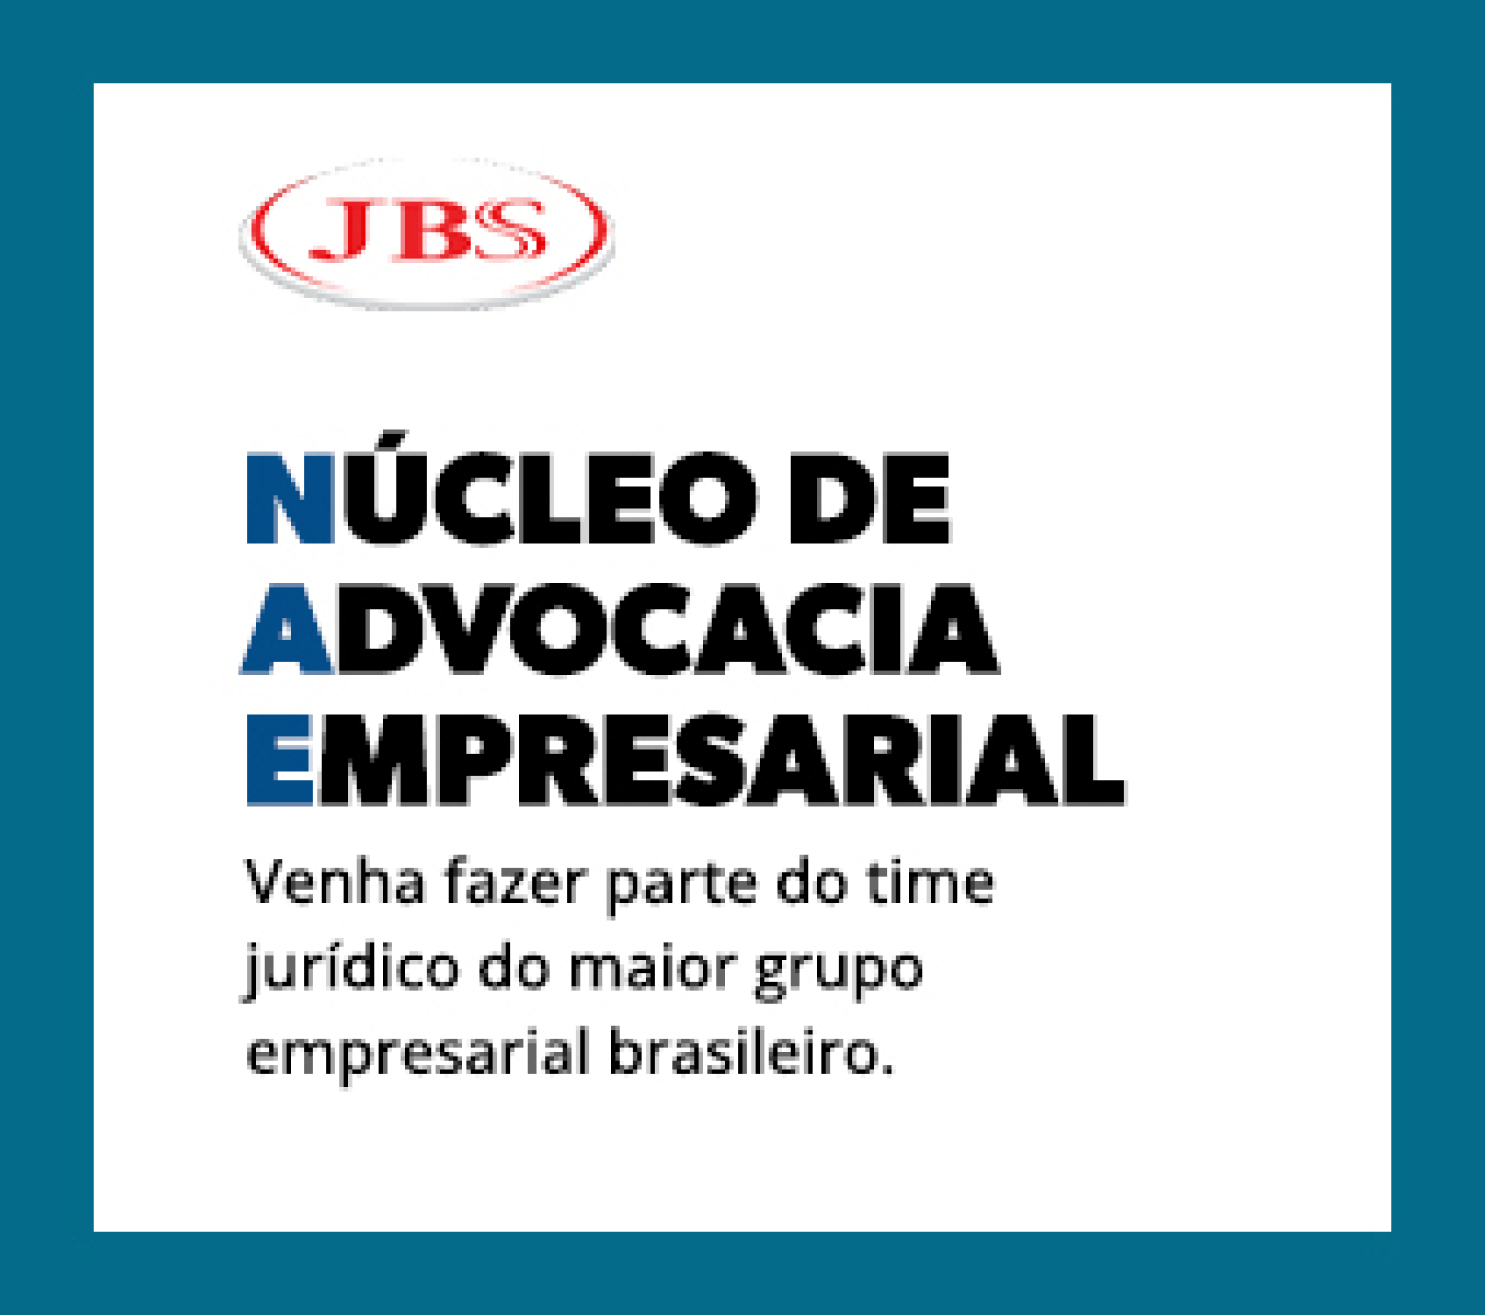 JBS
NÚCLEO DE
ADVOCACIA
EMPRESARIAL
Venha fazer parte do time
jurídico do maior grupo
empresarial brasileiro.